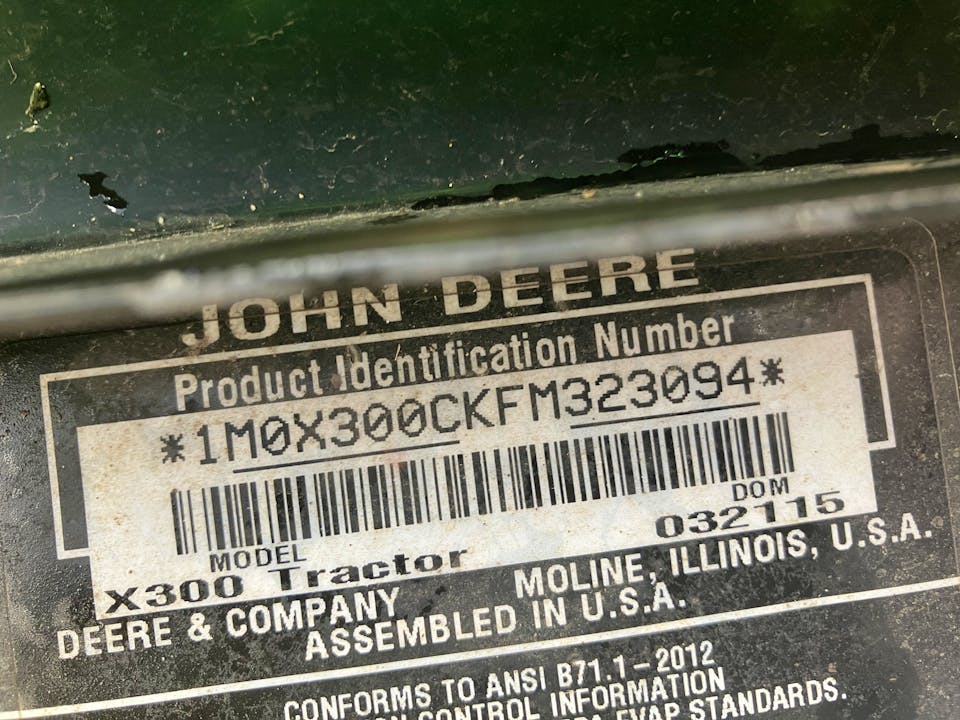 JOHN DEERE
Product Identification Number
*1M0X300CKFM323094*
MODEL
DOM
X300 Tractor
032115
DEERE & COMPANY
MOLINE, ILLINOIS, U.S.A.
ASSEMBLED IN U.S.A.
CONFORMS TO ANSI B71.1-2012
CONTROL INFORMATION
EVAP STANDARDS.